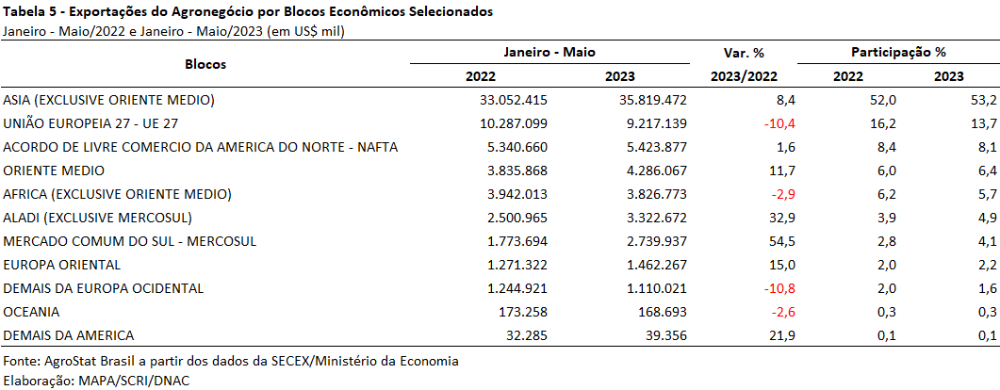 Tabela 5 - Exportações do Agronegócio por Blocos Econômicos Selecionados
Janeiro - Maio/2022 e Janeiro - Maio/2023 (em US$ mil)
Blocos Janeiro - Maio Var. % Participação %
2022 2023 2023/2022 2022 2023
ASIA (EXCLUSIVE ORIENTE MEDIO) 33.052.415 35.819.472 8,4 52,0 53,2
UNIÃO EUROPEIA 27 - UE 27 10.287.099 9.217.139 -10,4 16,2 13,7
ACORDO DE LIVRE COMERCIO DA AMERICA DO NORTE - NAFTA 5.340.660 5.423.877 1,6 8,4 8,1
ORIENTE MEDIO 3.835.868 4.286.067 11,7 6,0 6,4
AFRICA (EXCLUSIVE ORIENTE MEDIO) 3.942.013 3.826.773 -2,9 6,2 5,7
ALADI (EXCLUSIVE MERCOSUL) 2.500.965 3.322.672 32,9 3,9 4,9
MERCADO COMUM DO SUL - MERCOSUL 1.773.694 2.739.937 54,5 2,8 4,1
EUROPA ORIENTAL 1.271.322 1.462.267 15,0 2,0 2,2
DEMAIS DA EUROPA OCIDENTAL 1.244.921 1.110.021 -10,8 2,0 1,6
OCEANIA 173.258 168.693 -2,6 0,3 0,3
DEMAIS DA AMERICA 32.285 39.356 21,9 0,1 0,1
Fonte: AgroStat Brasil a partir dos dados da SECEX/Ministério da Economia
Elaboração: MAPA/SCRI/DNAC